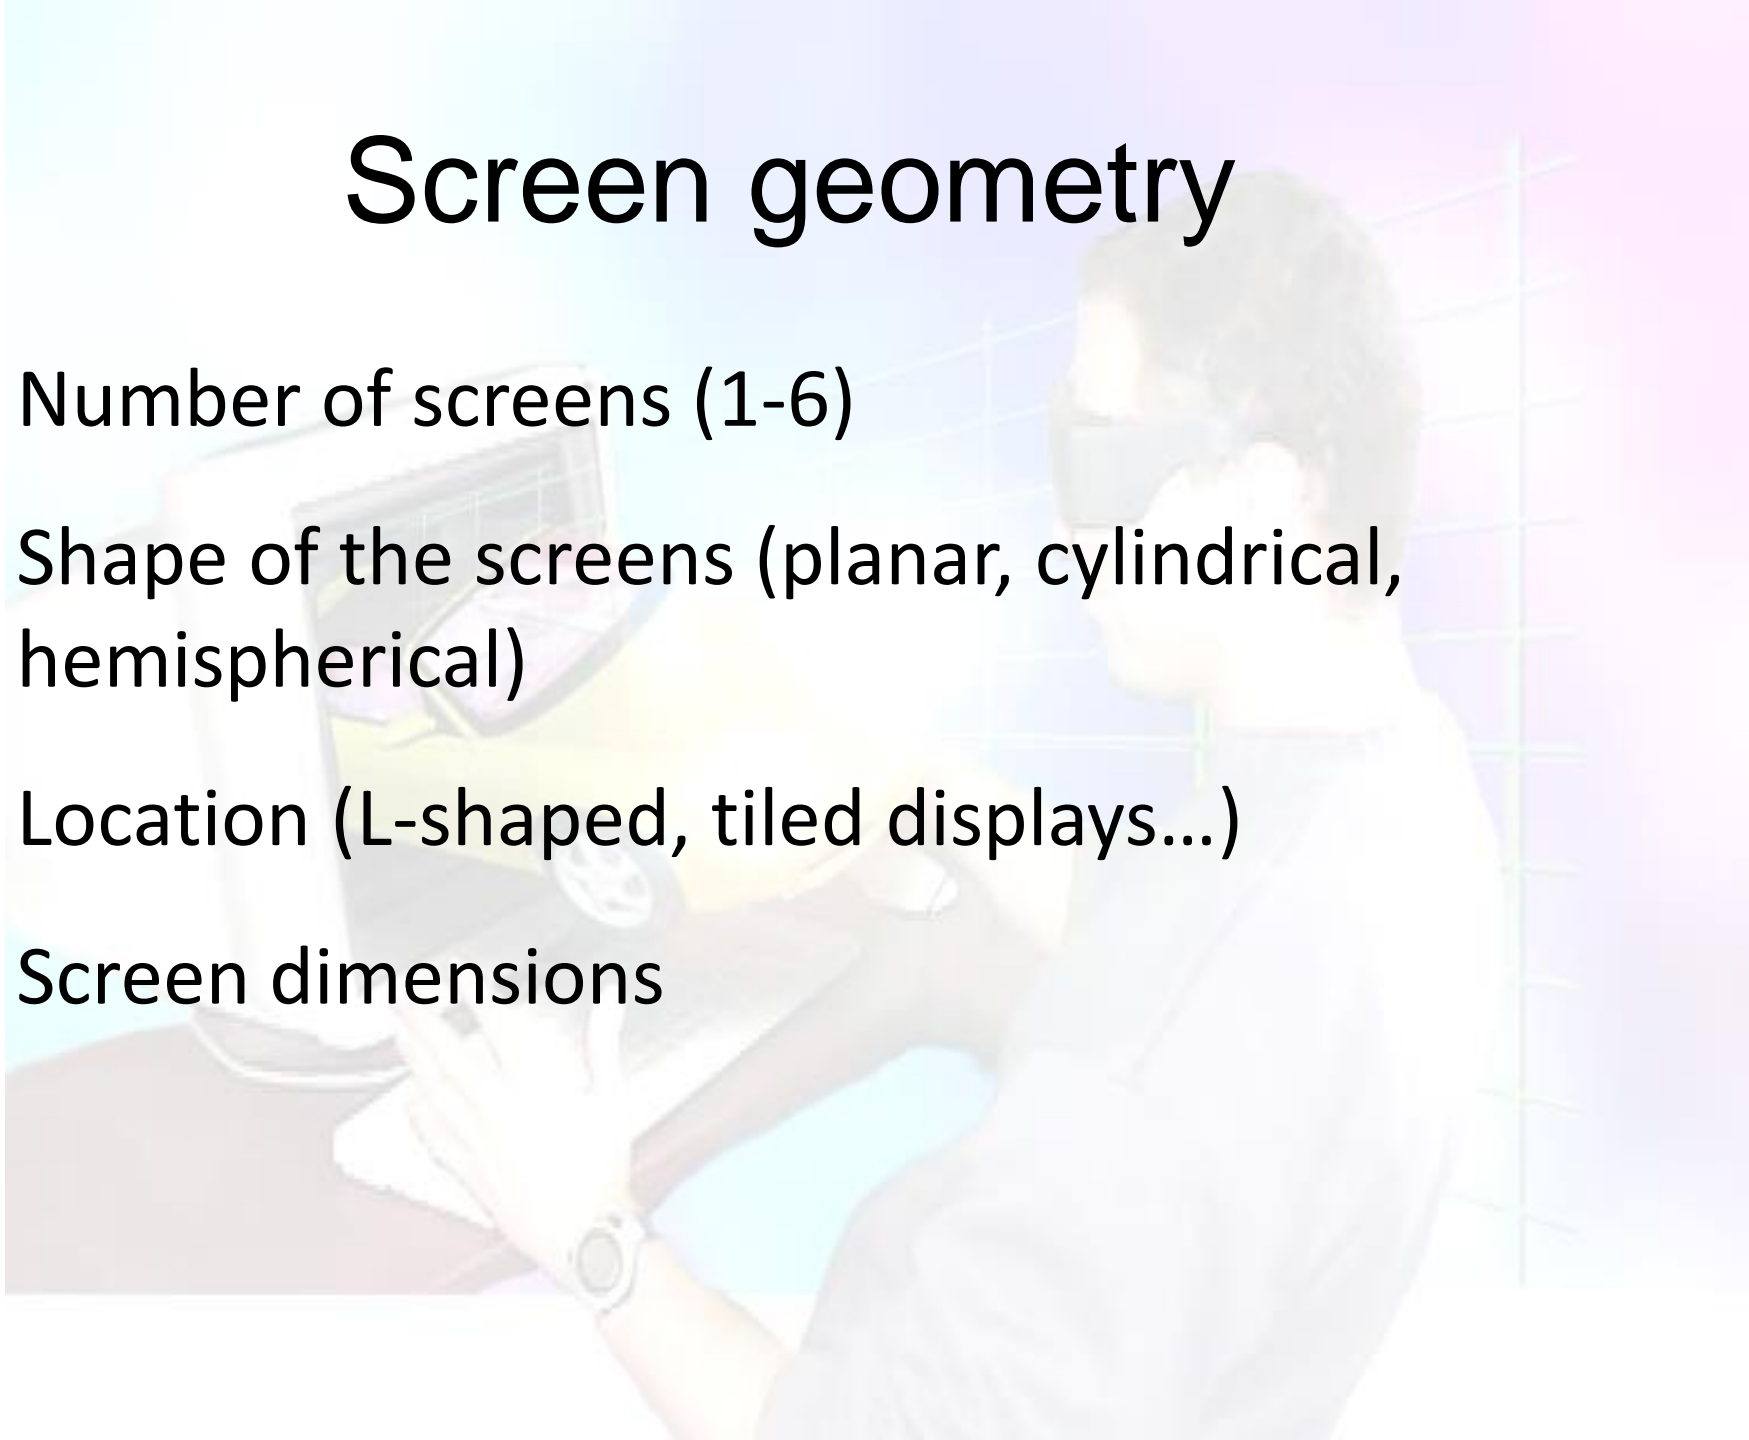 Screen geometry
Number of screens (1-6)
Shape of the screens (planar, cylindrical,
hemispherical)
Location (L-shaped, tiled displays…)
Screen dimensions